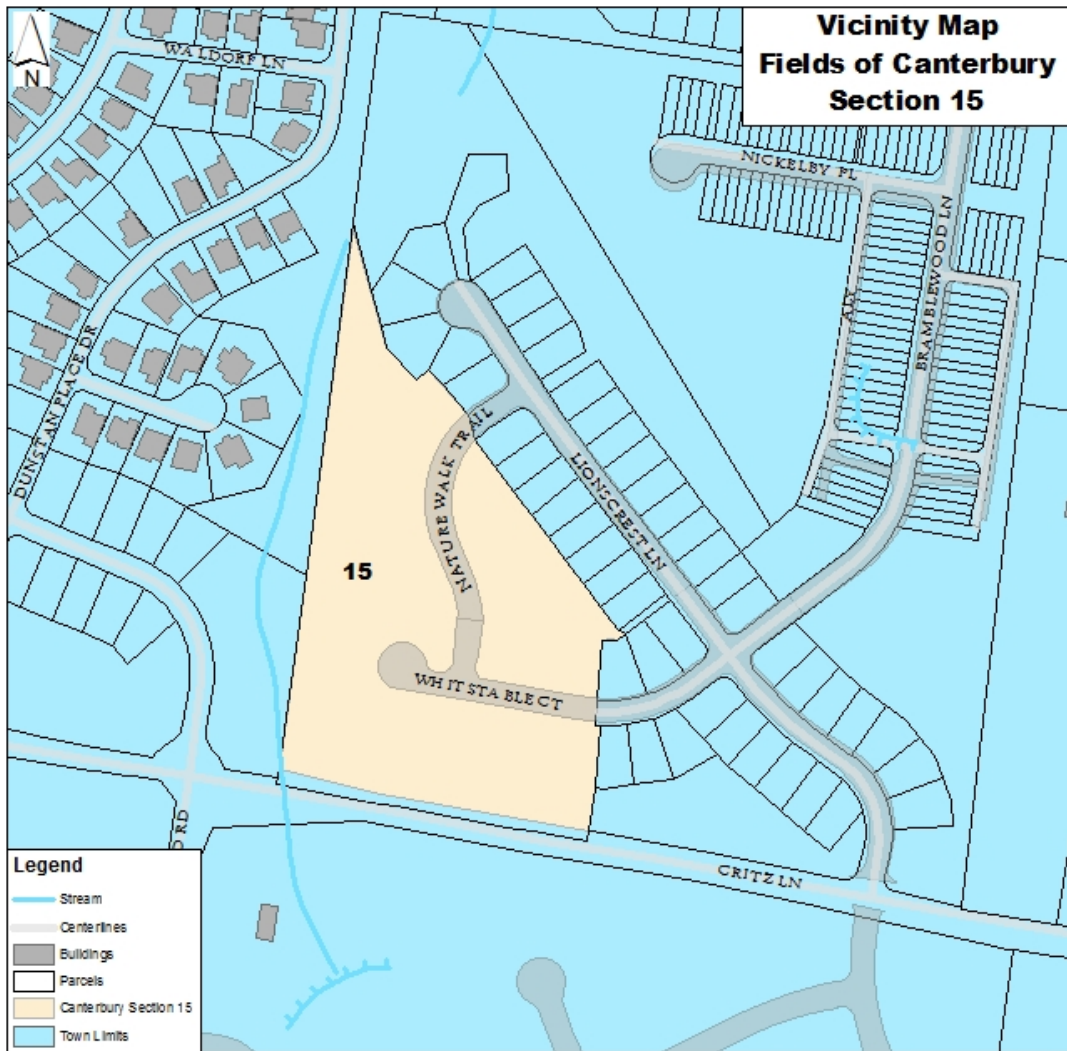 Vicinity Map
Fields of Canterbury
Section 15
N
WALDORF LN
NICKELBY PL
BRAMBLEWOOD LN
ALY
DUNSTAN PLACE DR
NATURE WALK TRAIL
LIONSCREST LN
15
WHITSTABLE CT
CRITZ LN
RD
Legend
Stream
Centerlines
Buildings
Parcels
Canterbury Section 15
Town Limits